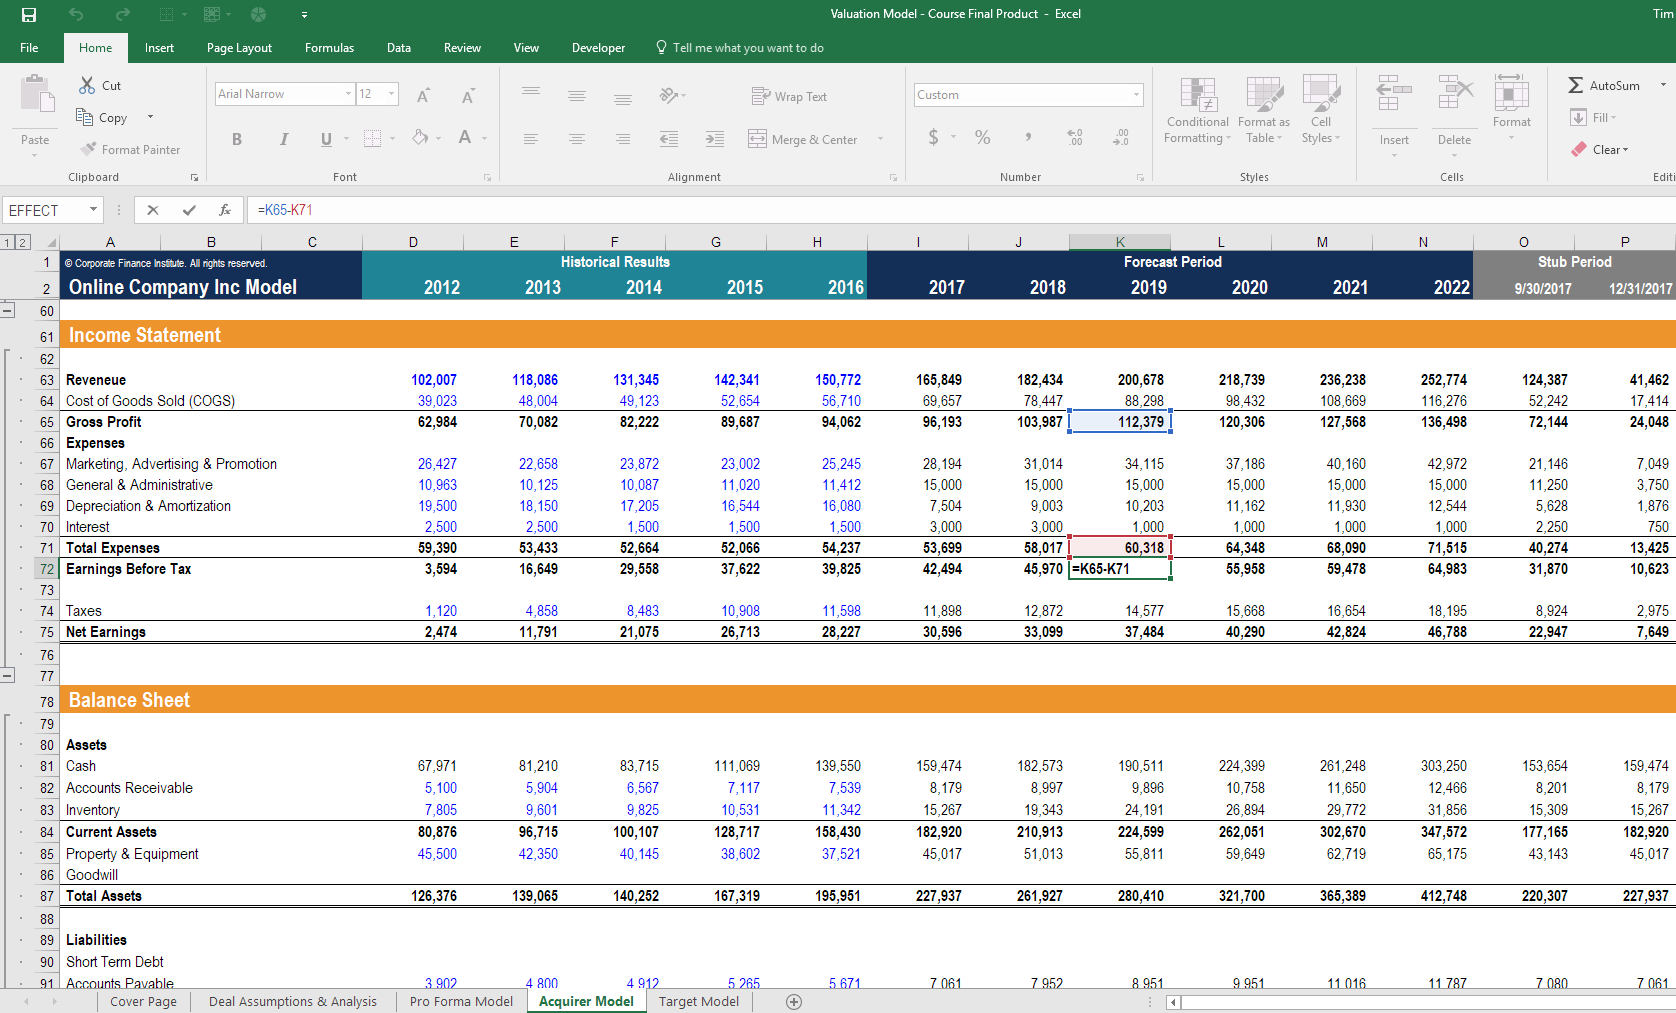 Valuation Model - Course Final Product - Excel Tim
File Home Insert Page Layout Formulas Data Review View Developer Tell me what you want to do
Cut
Copy
Format Painter
Paste
Clipboard
Arial Narrow 12
B I U A
Font
Wrap Text
Merge & Center
Alignment
Custom
$ % , .00 .00
Number
Conditional Formatting Format as Table Cell Styles
Styles
Insert Delete Format
Cells
AutoSum
Fill
Clear
Editi
EFFECT fx =K65-K71
1 2 A B C D E F G H I J K L M N O P
1 © Corporate Finance Institute. All rights reserved. Historical Results Forecast Period Stub Period
2 Online Company Inc Model 2012 2013 2014 2015 2016 2017 2018 2019 2020 2021 2022 9/30/2017 12/31/2017
60
61 Income Statement
62
63 Reveneue 102,007 118,086 131,345 142,341 150,772 165,849 182,434 200,678 218,739 236,238 252,774 124,387 41,462
64 Cost of Goods Sold (COGS) 39,023 48,004 49,123 52,654 56,710 69,657 78,447 88,298 98,432 108,669 116,276 52,242 17,414
65 Gross Profit 62,984 70,082 82,222 89,687 94,062 96,193 103,987 112,379 120,306 127,568 136,498 72,144 24,048
66 Expenses
67 Marketing, Advertising & Promotion 26,427 22,658 23,872 23,002 25,245 28,194 31,014 34,115 37,186 40,160 42,972 21,146 7,049
68 General & Administrative 10,963 10,125 10,087 11,020 11,412 15,000 15,000 15,000 15,000 15,000 15,000 11,250 3,750
69 Depreciation & Amortization 19,500 18,150 17,205 16,544 16,080 7,504 9,003 10,203 11,162 11,930 12,544 5,628 1,876
70 Interest 2,500 2,500 1,500 1,500 1,500 3,000 3,000 1,000 1,000 1,000 1,000 2,250 750
71 Total Expenses 59,390 53,433 52,664 52,066 54,237 53,699 58,017 60,318 64,348 68,090 71,515 40,274 13,425
72 Earnings Before Tax 3,594 16,649 29,558 37,622 39,825 42,494 45,970 =K65-K71 55,958 59,478 64,983 31,870 10,623
73
74 Taxes 1,120 4,858 8,483 10,908 11,598 11,898 12,872 14,577 15,668 16,654 18,195 8,924 2,975
75 Net Earnings 2,474 11,791 21,075 26,713 28,227 30,596 33,099 37,484 40,290 42,824 46,788 22,947 7,649
76
77
78 Balance Sheet
79
80 Assets
81 Cash 67,971 81,210 83,715 111,069 139,550 159,474 182,573 190,511 224,399 261,248 303,250 153,654 159,474
82 Accounts Receivable 5,100 5,904 6,567 7,117 7,539 8,179 8,997 9,896 10,758 11,650 12,466 8,201 8,179
83 Inventory 7,805 9,601 9,825 10,531 11,342 15,267 19,343 24,191 26,894 29,772 31,856 15,309 15,267
84 Current Assets 80,876 96,715 100,107 128,717 158,430 182,920 210,913 224,599 262,051 302,670 347,572 177,165 182,920
85 Property & Equipment 45,500 42,350 40,145 38,602 37,521 45,017 51,013 55,811 59,649 62,719 65,175 43,143 45,017
86 Goodwill
87 Total Assets 126,376 139,065 140,252 167,319 195,951 227,937 261,927 280,410 321,700 365,389 412,748 220,307 227,937
88
89 Liabilities
90 Short Term Debt
91 Accounts Payable 3,902 4,800 4,912 5,265 5,671 7,061 7,952 8,951 9,951 11,016 11,787 7,080 7,061
Cover Page Deal Assumptions & Analysis Pro Forma Model Acquirer Model Target Model